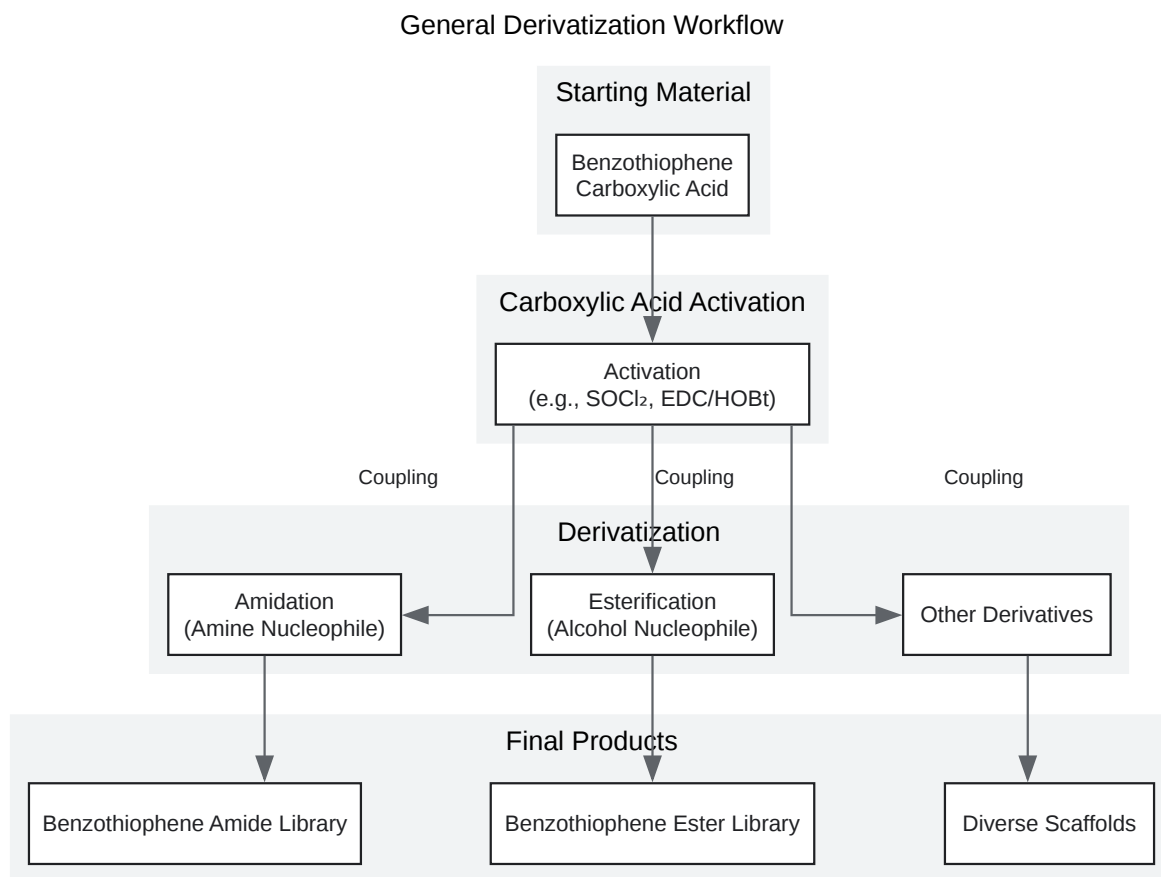 General Derivatization Workflow
Starting Material
Benzothiophene
Carboxylic Acid
Carboxylic Acid Activation
Activation
(e.g., SOCl₂, EDC/HOBt)
Coupling
Coupling
Coupling
Derivatization
Amidation
(Amine Nucleophile)
Esterification
(Alcohol Nucleophile)
Other Derivatives
Final Products
Benzothiophene Amide Library
Benzothiophene Ester Library
Diverse Scaffolds